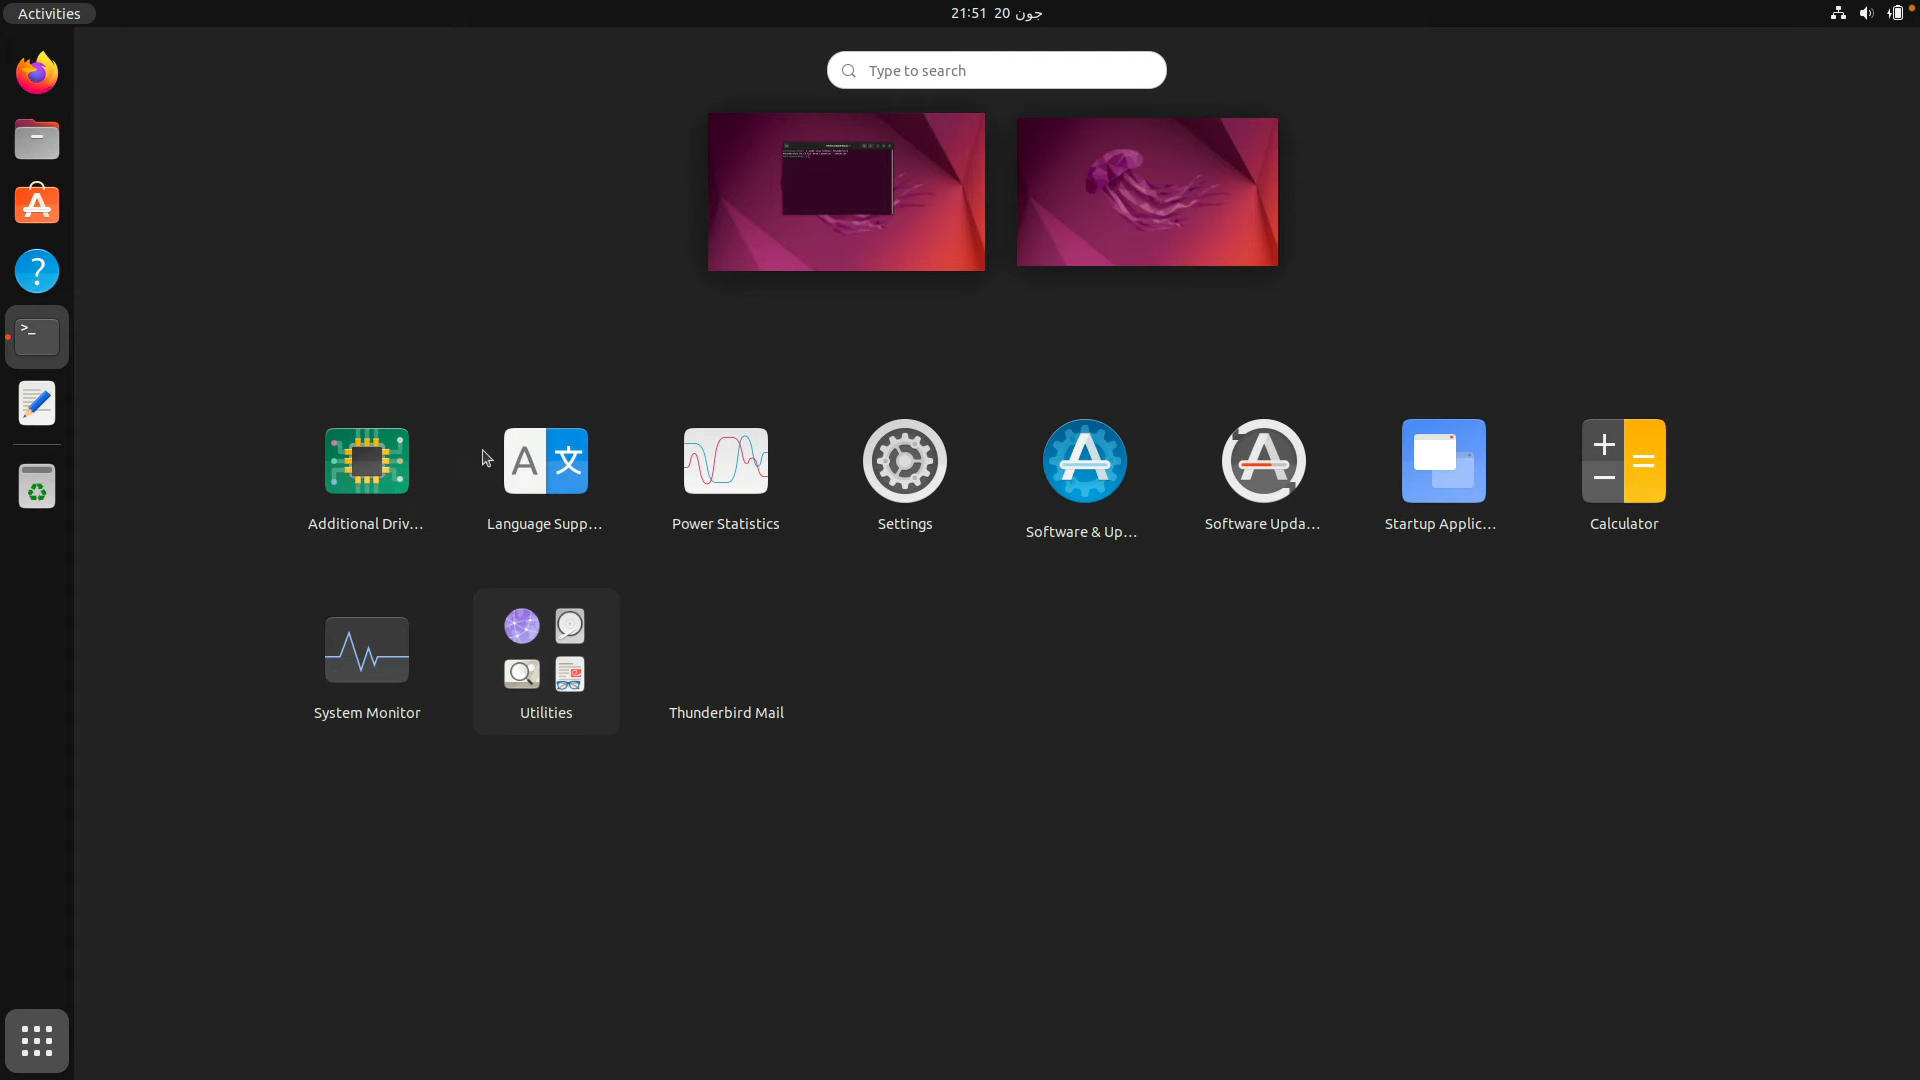 Activities
21:51 20 جون
Type to search
Additional Driv...
Language Supp...
Power Statistics
Settings
Software & Up...
Software Upda...
Startup Applic...
Calculator
System Monitor
Utilities
Thunderbird Mail